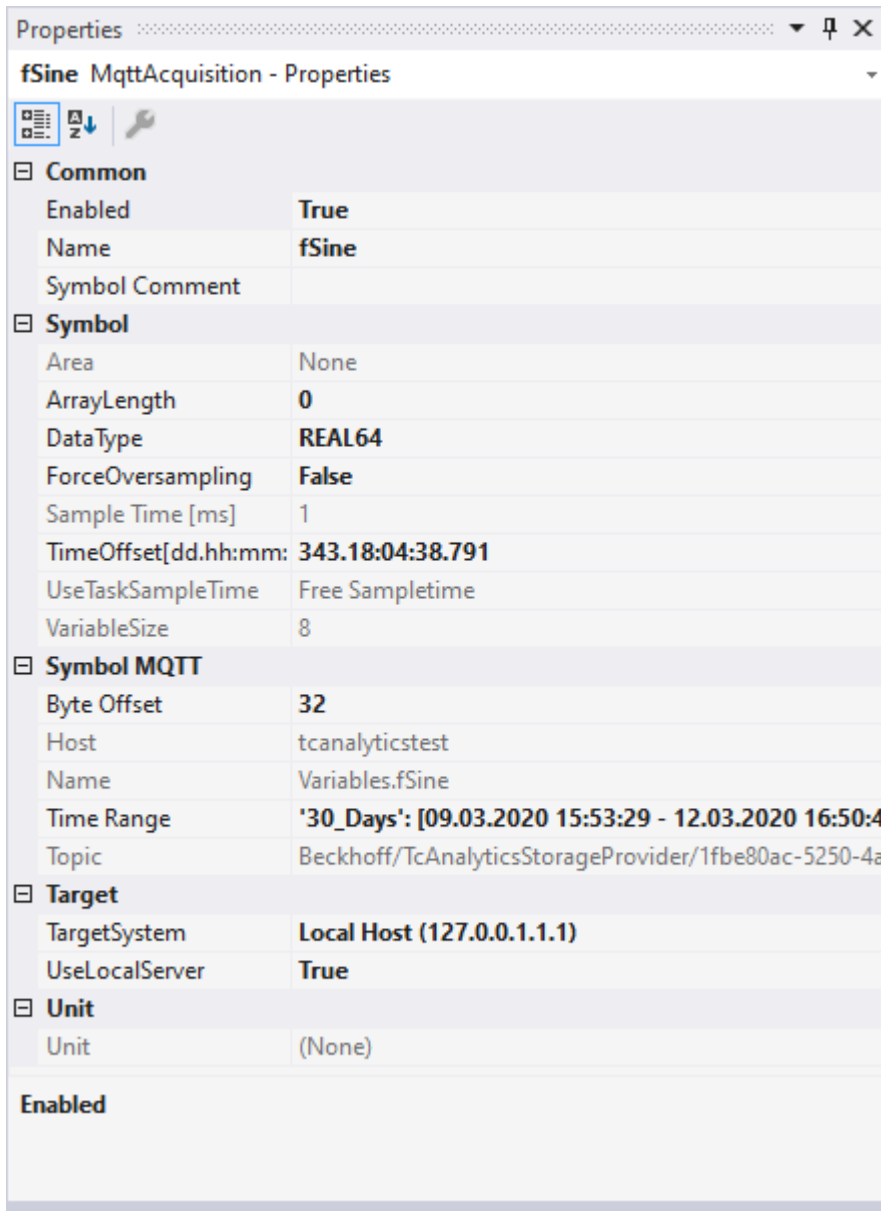 Properties
fSine MqttAcquisition - Properties
Common
Enabled True
Name fSine
Symbol Comment
Symbol
Area None
ArrayLength 0
DataType REAL64
ForceOversampling False
Sample Time [ms] 1
TimeOffset[dd.hh:mm: 343.18:04:38.791
UseTaskSampleTime Free Sampletime
VariableSize 8
Symbol MQTT
Byte Offset 32
Host tcanalyticstest
Name Variables.fSine
Time Range '30_Days': [09.03.2020 15:53:29 - 12.03.2020 16:50:4
Topic Beckhoff/TcAnalyticsStorageProvider/1fbe80ac-5250-4a
Target
TargetSystem Local Host (127.0.0.1.1.1)
UseLocalServer True
Unit
Unit (None)
Enabled